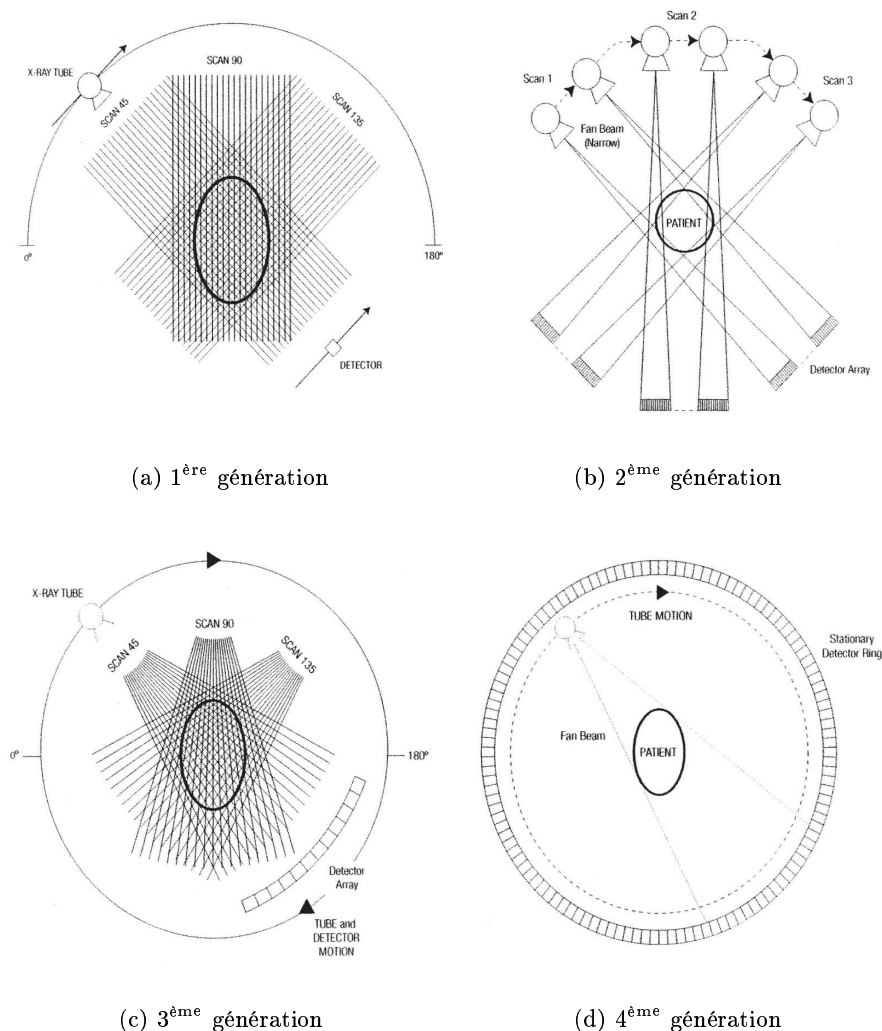 X-RAY TUBE
SCAN 45
SCAN 90
SCAN 135
0°
180°
DETECTOR
(a) 1ère génération
Scan 1
Scan 2
Scan 3
Fan Beam
(Narrow)
PATIENT
Detector Array
(b) 2ème génération
X-RAY TUBE
SCAN 45
SCAN 90
SCAN 135
0°
180°
Detector
Array
TUBE and
DETECTOR
MOTION
(c) 3ème génération
TUBE MOTION
Stationary
Detector Ring
Fan Beam
PATIENT
(d) 4ème génération